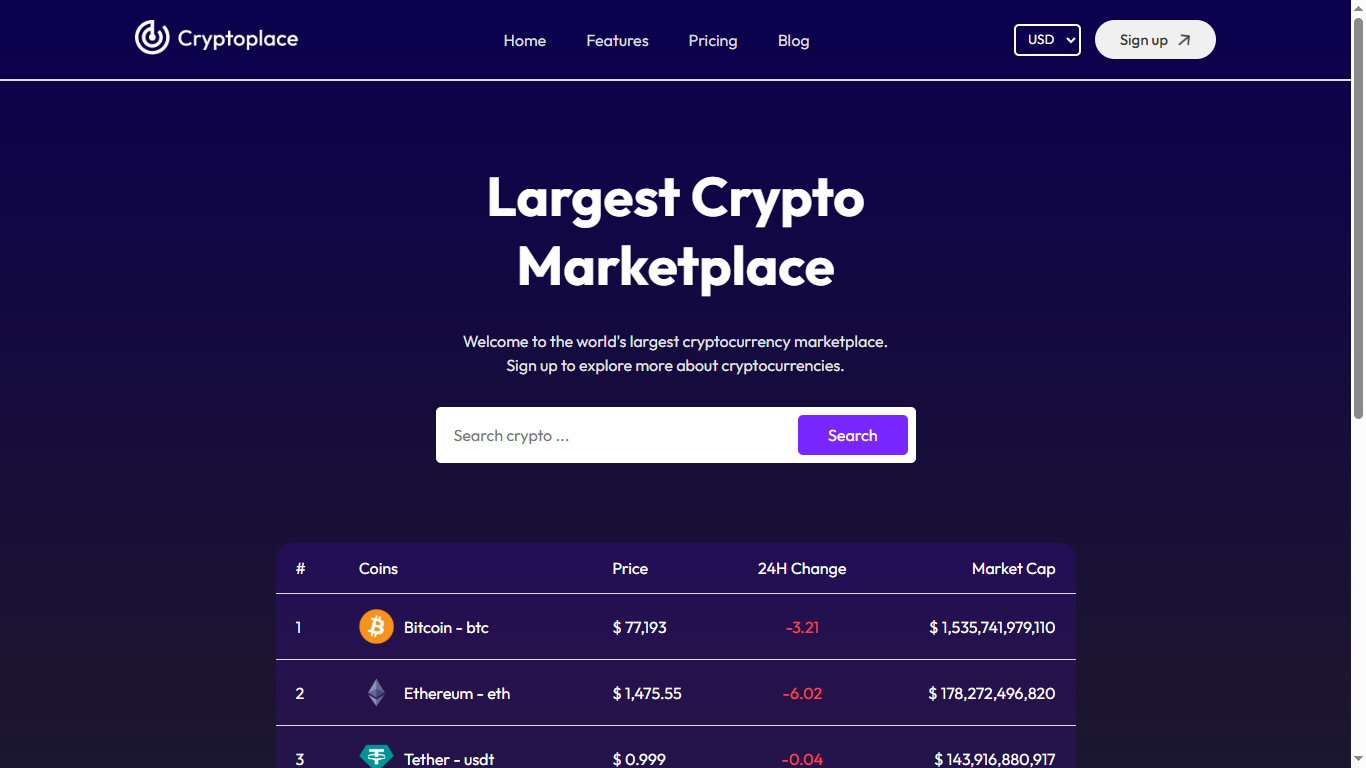 Cryptoplace
Home Features Pricing Blog
USD
Sign up
Largest Crypto
Marketplace
Welcome to the world's largest cryptocurrency marketplace.
Sign up to explore more about cryptocurrencies.
Search crypto ...
Search
# Coins Price 24H Change Market Cap
1 Bitcoin - btc $ 77,193 -3.21 $ 1,535,741,979,110
2 Ethereum - eth $ 1,475.55 -6.02 $ 178,272,496,820
3 Tether - usdt $ 0.999 -0.04 $ 143,916,880,917